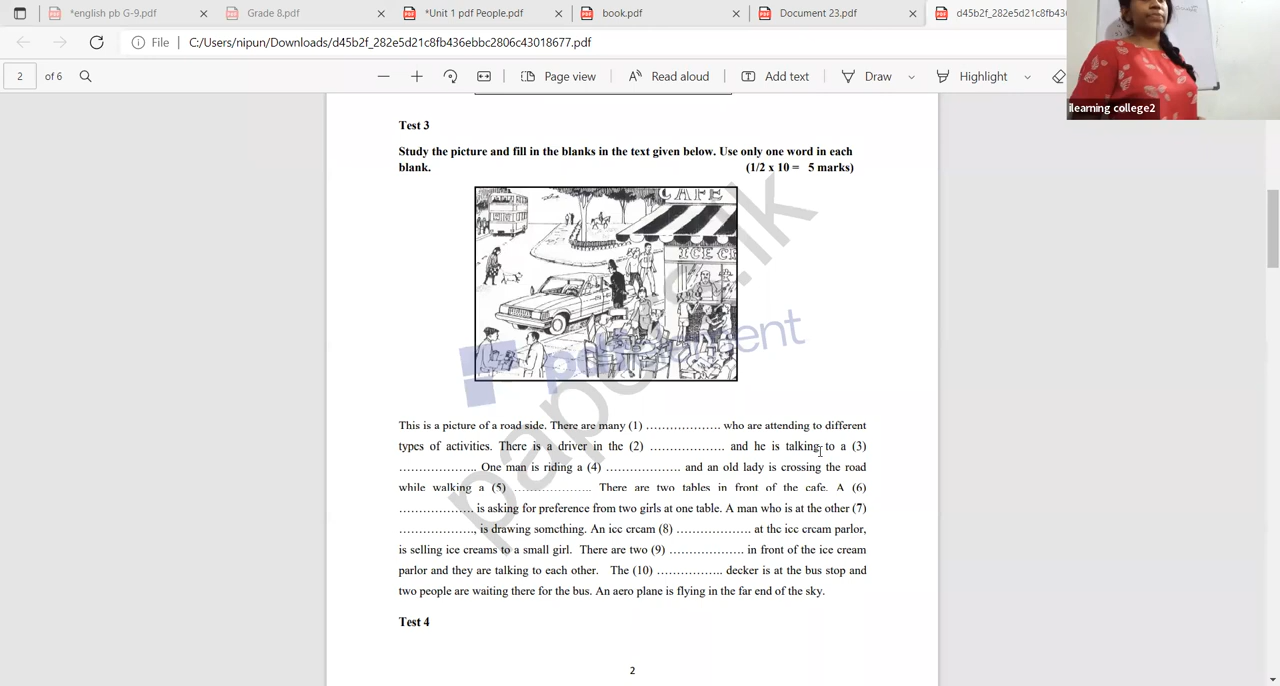 *english pb G-9.pdf
Grade 8.pdf
*Unit 1 pdf People.pdf
book.pdf
Document 23.pdf
d45b2f_282e5d21c8fb43
File
C:/Users/nipun/Downloads/d45b2f_282e5d21c8fb436ebbc2806c43018677.pdf
2 of 6
Page view
Read aloud
Add text
Draw
Highlight
ilearning college2
Test 3
Study the picture and fill in the blanks in the text given below. Use only one word in each
blank. (1/2 x 10 = 5 marks)
CAFE
ICE CR
paper.lk
This is a picture of a road side. There are many (1) ………………. who are attending to different
types of activities. There is a driver in the (2) ………………. and he is talking to a (3)
………………. One man is riding a (4) ………………. and an old lady is crossing the road
while walking a (5) ………………. There are two tables in front of the cafe. A (6)
………………. is asking for preference from two girls at one table. A man who is at the other (7)
………………., is drawing something. An ice cream (8) ………………. at the ice cream parlor,
is selling ice creams to a small girl. There are two (9) ………………. in front of the ice cream
parlor and they are talking to each other. The (10) …………….. decker is at the bus stop and
two people are waiting there for the bus. An aero plane is flying in the far end of the sky.
Test 4
2